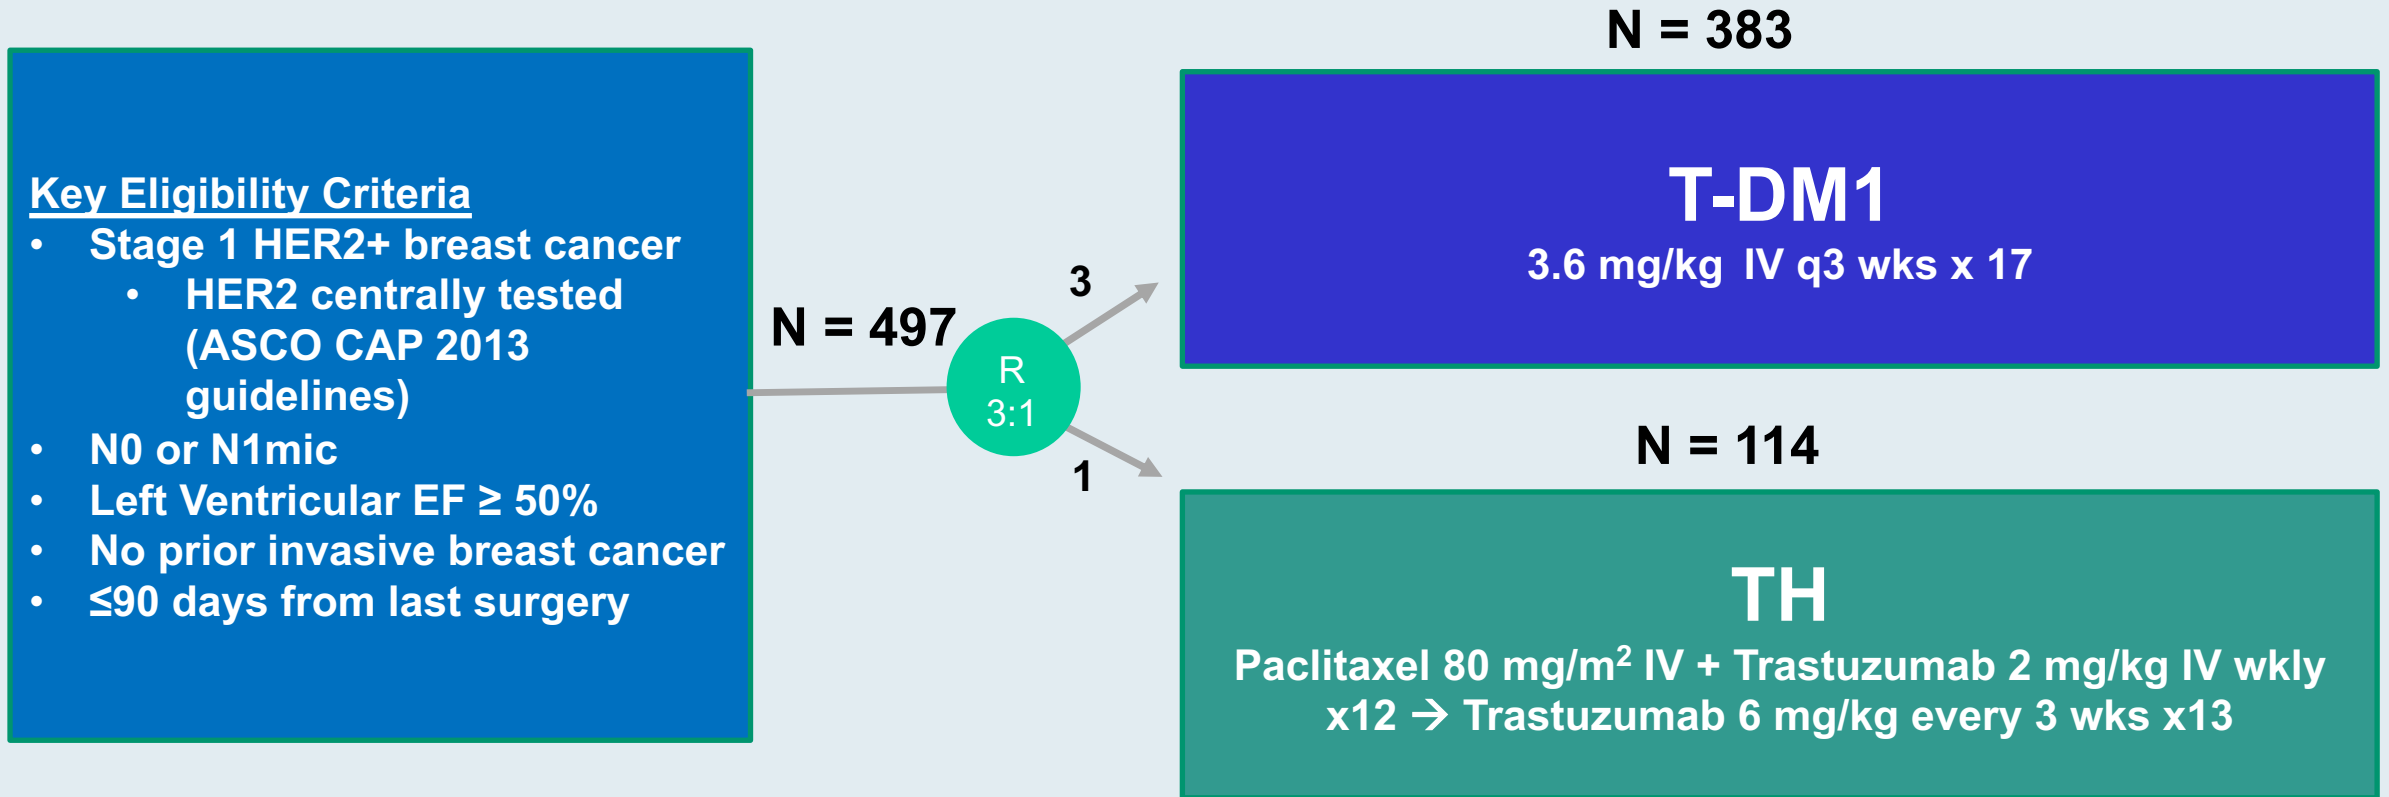 Key Eligibility Criteria
• Stage 1 HER2+ breast cancer
• HER2 centrally tested
(ASCO CAP 2013
guidelines)
• N0 or N1mic
• Left Ventricular EF ≥ 50%
• No prior invasive breast cancer
• ≤90 days from last surgery
N = 497
R
3:1
3
1
N = 383
T-DM1
3.6 mg/kg IV q3 wks x 17
N = 114
TH
Paclitaxel 80 mg/m² IV + Trastuzumab 2 mg/kg IV wkly
x12 → Trastuzumab 6 mg/kg every 3 wks x13